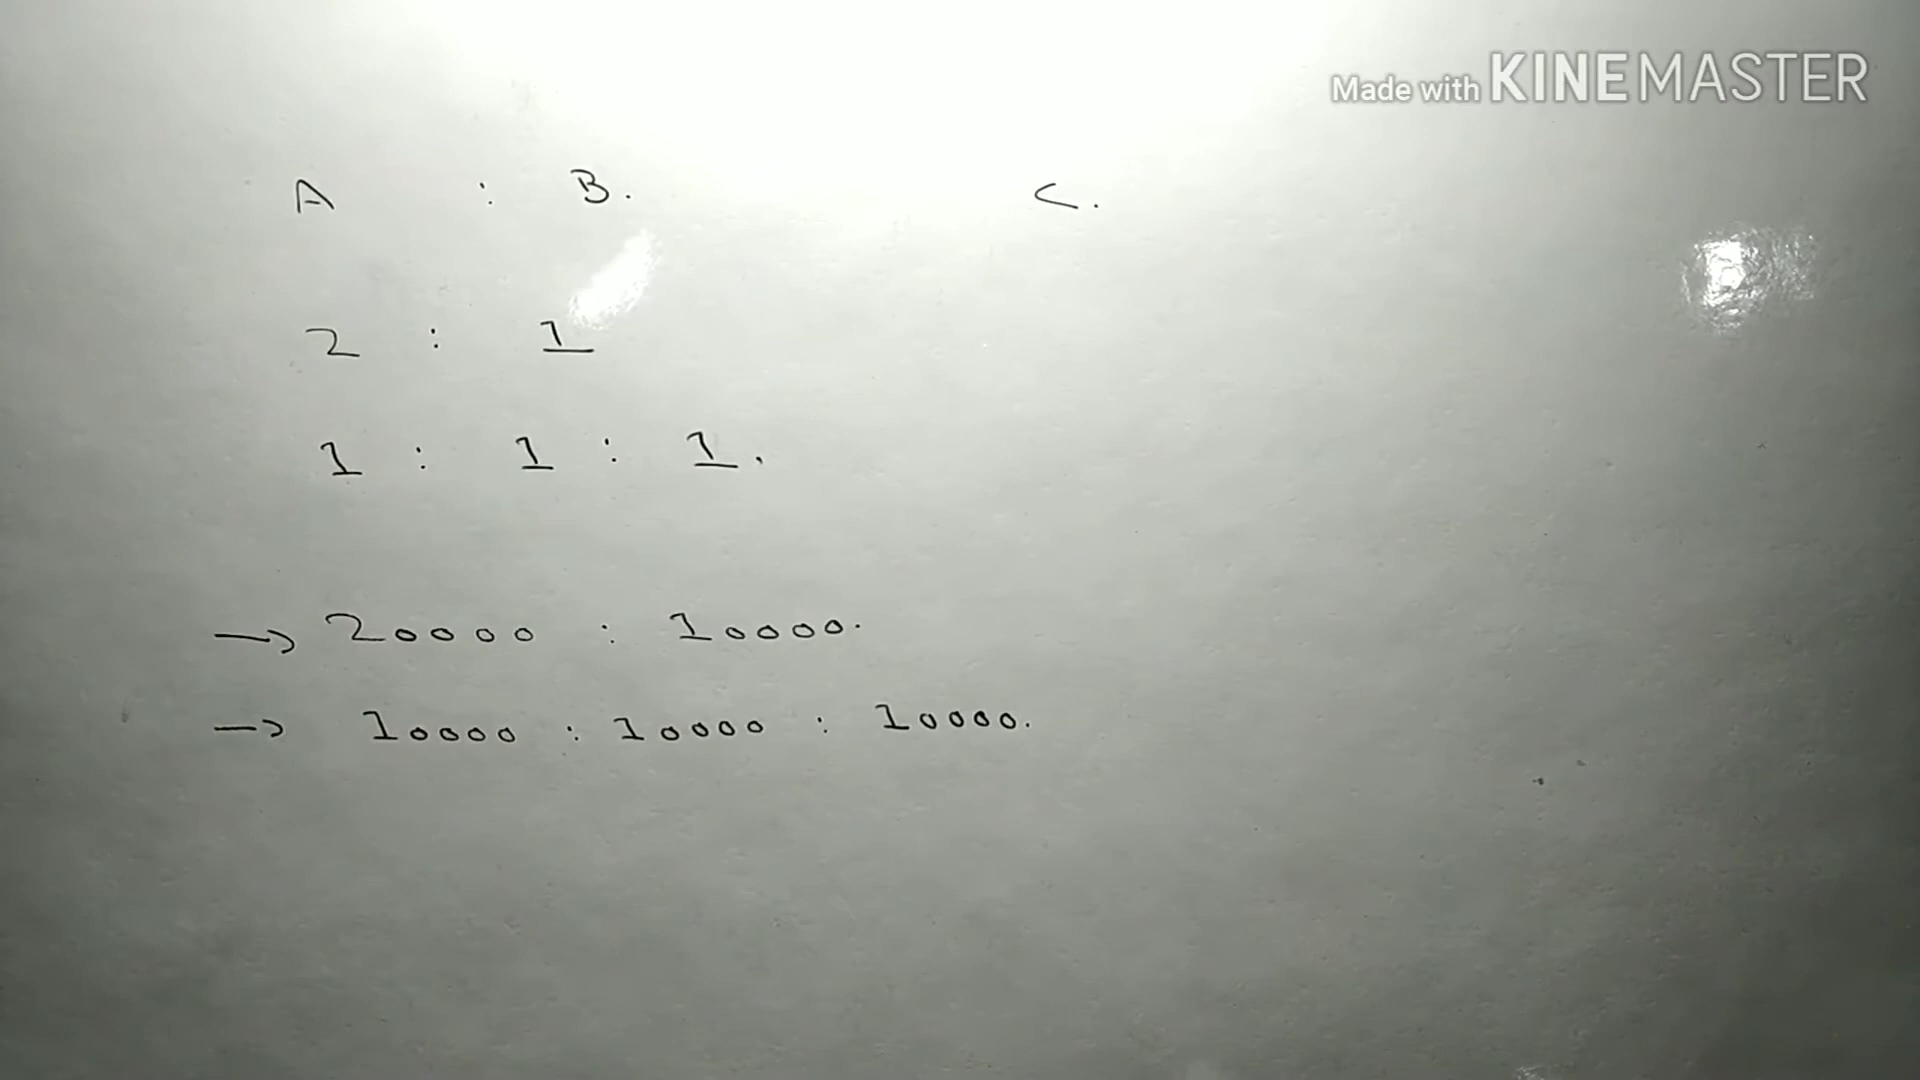 Made with KINEMASTER
A : B. C.
2 : 1
1 : 1 : 1.
→ 20000 : 10000.
→ 10000 : 10000 : 10000.